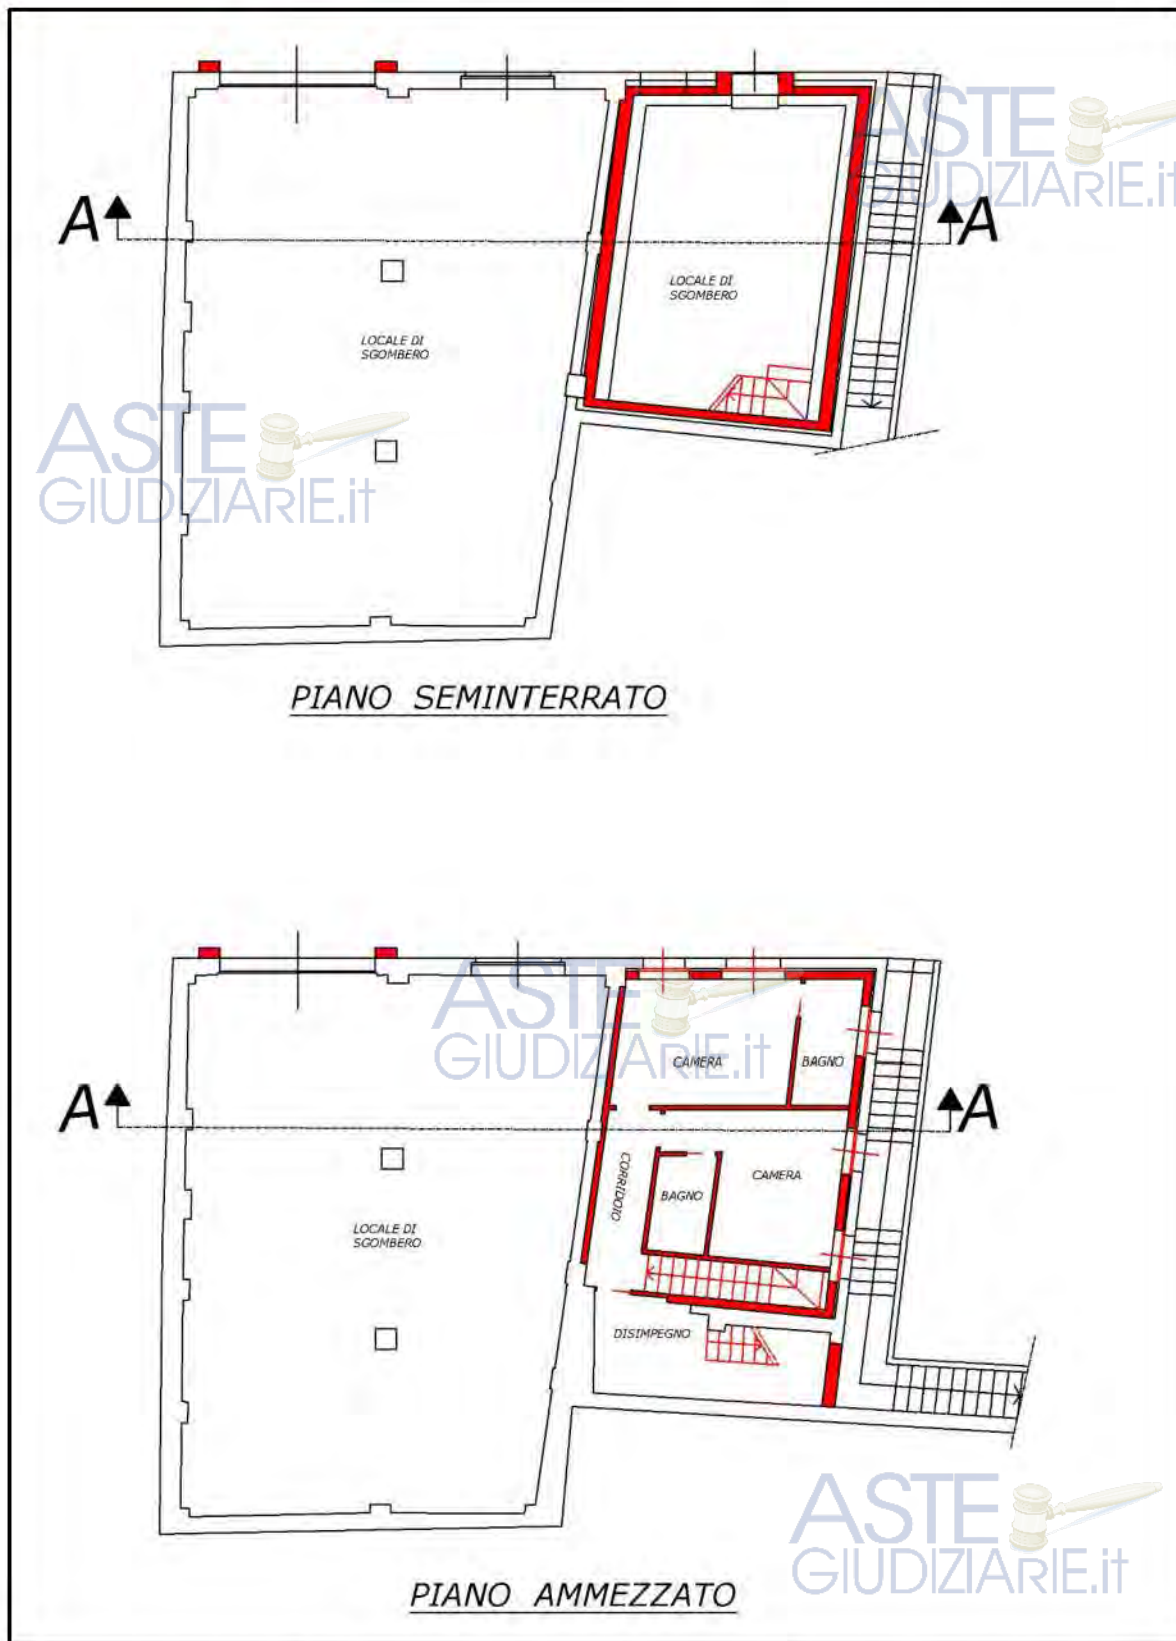 ASTE
GIUDIZIARIE.it
A
A
LOCALE DI
SGOMBERO
LOCALE DI
SGOMBERO
ASTE
GIUDIZIARIE.it
PIANO SEMINTERRATO
ASTE
GIUDIZIARIE.it
CAMERA
BAGNO
A
A
CORRIDOIO
BAGNO
CAMERA
LOCALE DI
SGOMBERO
DISIMPEGNO
ASTE
GIUDIZIARIE.it
PIANO AMMEZZATO